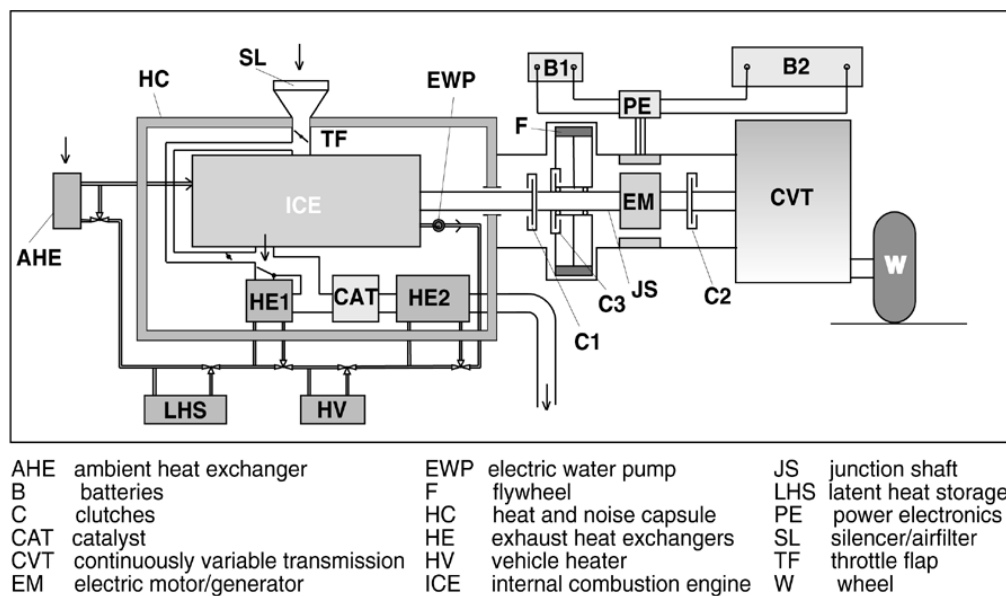 SL
HC
EWP
B1
B2
PE
F
TF
ICE
EM
CVT
AHE
W
HE1
CAT
HE2
C3
JS
C2
C1
LHS
HV
AHE ambient heat exchanger
B batteries
C clutches
CAT catalyst
CVT continuously variable transmission
EM electric motor/generator
EWP electric water pump
F flywheel
HC heat and noise capsule
HE exhaust heat exchangers
HV vehicle heater
ICE internal combustion engine
JS junction shaft
LHS latent heat storage
PE power electronics
SL silencer/airfilter
TF throttle flap
W wheel